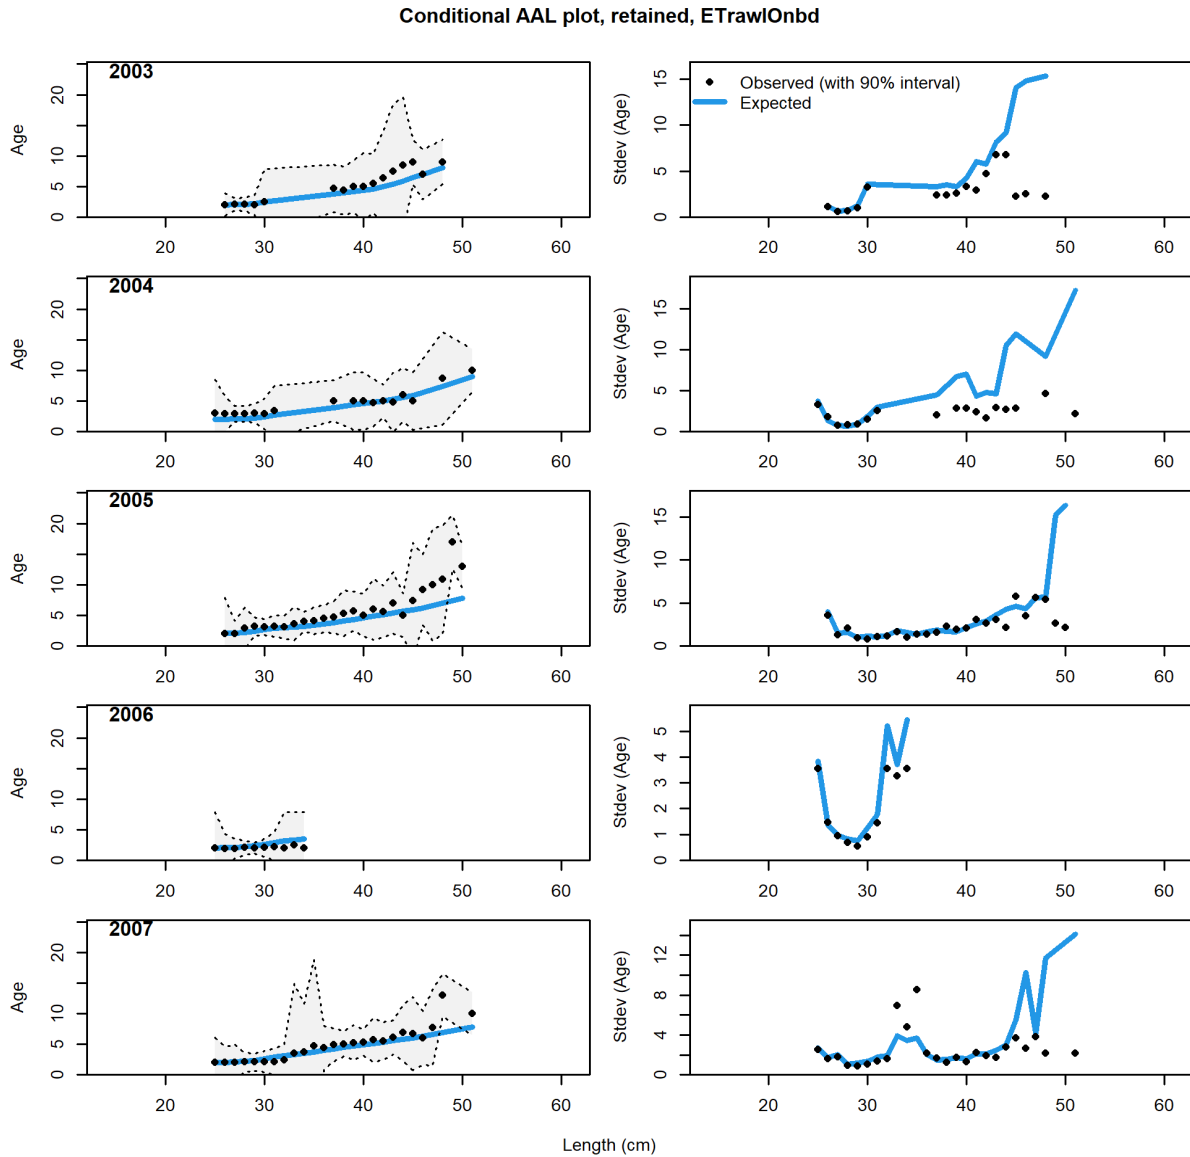 Conditional AAL plot, retained, ETrawlOnbd
2003
Age
0 5 10 20
20 30 40 50 60
Stdev (Age)
0 5 10 15
Observed (with 90% interval)
Expected
20 30 40 50 60
2004
Age
0 5 10 20
20 30 40 50 60
Stdev (Age)
0 5 10 15
20 30 40 50 60
2005
Age
0 5 10 20
20 30 40 50 60
Stdev (Age)
0 5 10 15
20 30 40 50 60
2006
Age
0 5 10 20
20 30 40 50 60
Stdev (Age)
0 1 2 3 4 5
20 30 40 50 60
2007
Age
0 5 10 20
20 30 40 50 60
Stdev (Age)
0 4 8 12
20 30 40 50 60
Length (cm)